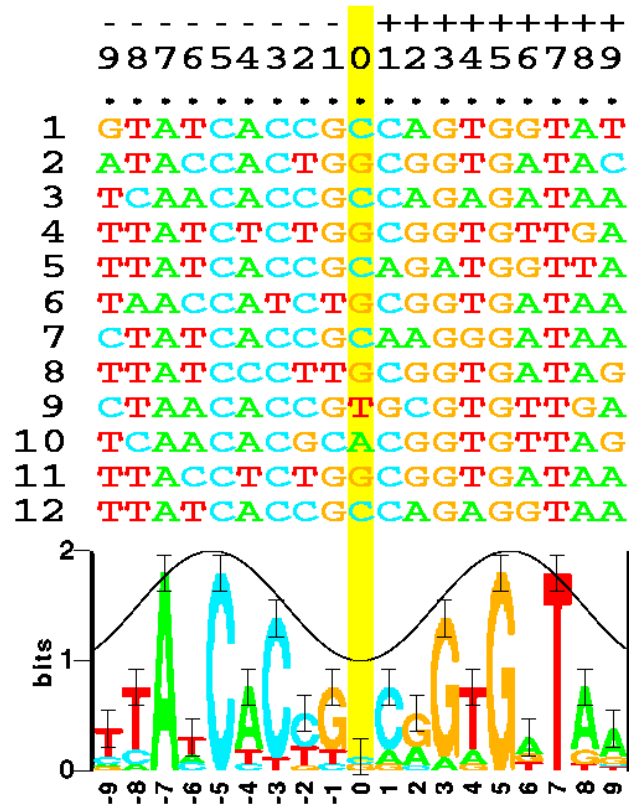 - - - - - - - - - + + + + + + + + +
9 8 7 6 5 4 3 2 1 0 1 2 3 4 5 6 7 8 9
. . . . . . . . . . . . . . . . . . .
1 GTATCACCGCCAGTGGTAT
2 ATACCACTGGCGGTGATAC
3 TCAACACCGCCAGAGATAA
4 TTATCTCTGGCGGTGTTGA
5 TTATCACCGCAGATGGTTA
6 TAACCATCTGCGGTGATAA
7 CTATCACCGCAAGGGATAA
8 TTATCCCTTGCGGTGATAG
9 CTAACACCGTGCGTGTTGA
10 TCAACACGCACGGTGTTAG
11 TTACCTCTGGCGGTGATAA
12 TTATCACCGCCAGAGGTAA
2
1
0
bits
TTATCACCG CGGTGATAA
-9 -8 -7 -6 -5 -4 -3 -2 -1 0 1 2 3 4 5 6 7 8 9